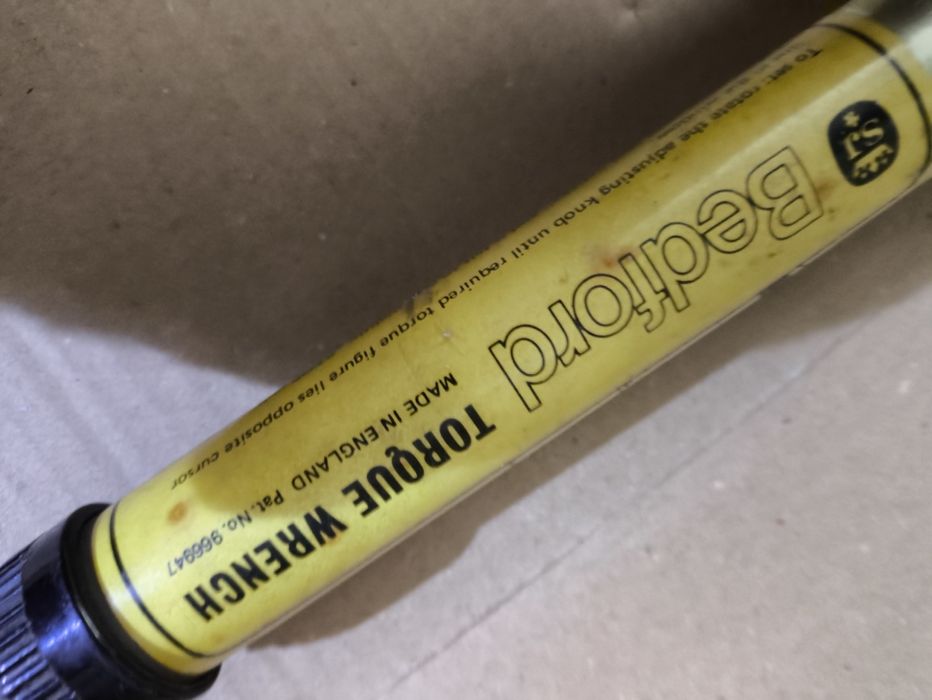 Bedford
TORQUE WRENCH
MADE IN ENGLAND Pat. No. 966947
To set: rotate the adjusting knob until required torque figure lies opposite cursor